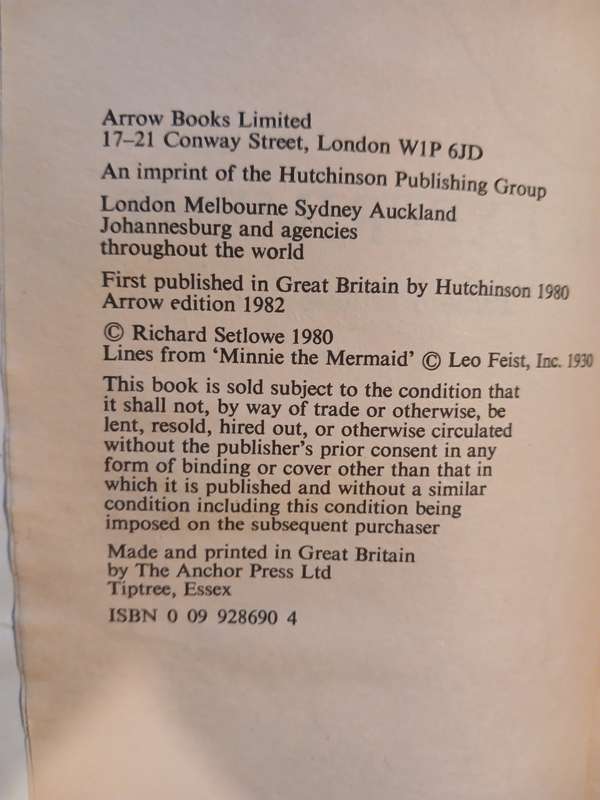 Arrow Books Limited
17–21 Conway Street, London W1P 6JD
An imprint of the Hutchinson Publishing Group
London Melbourne Sydney Auckland
Johannesburg and agencies
throughout the world
First published in Great Britain by Hutchinson 1980
Arrow edition 1982
© Richard Setlowe 1980
Lines from ‘Minnie the Mermaid’ © Leo Feist, Inc. 1930
This book is sold subject to the condition that
it shall not, by way of trade or otherwise, be
lent, resold, hired out, or otherwise circulated
without the publisher’s prior consent in any
form of binding or cover other than that in
which it is published and without a similar
condition including this condition being
imposed on the subsequent purchaser
Made and printed in Great Britain
by The Anchor Press Ltd
Tiptree, Essex
ISBN 0 09 928690 4